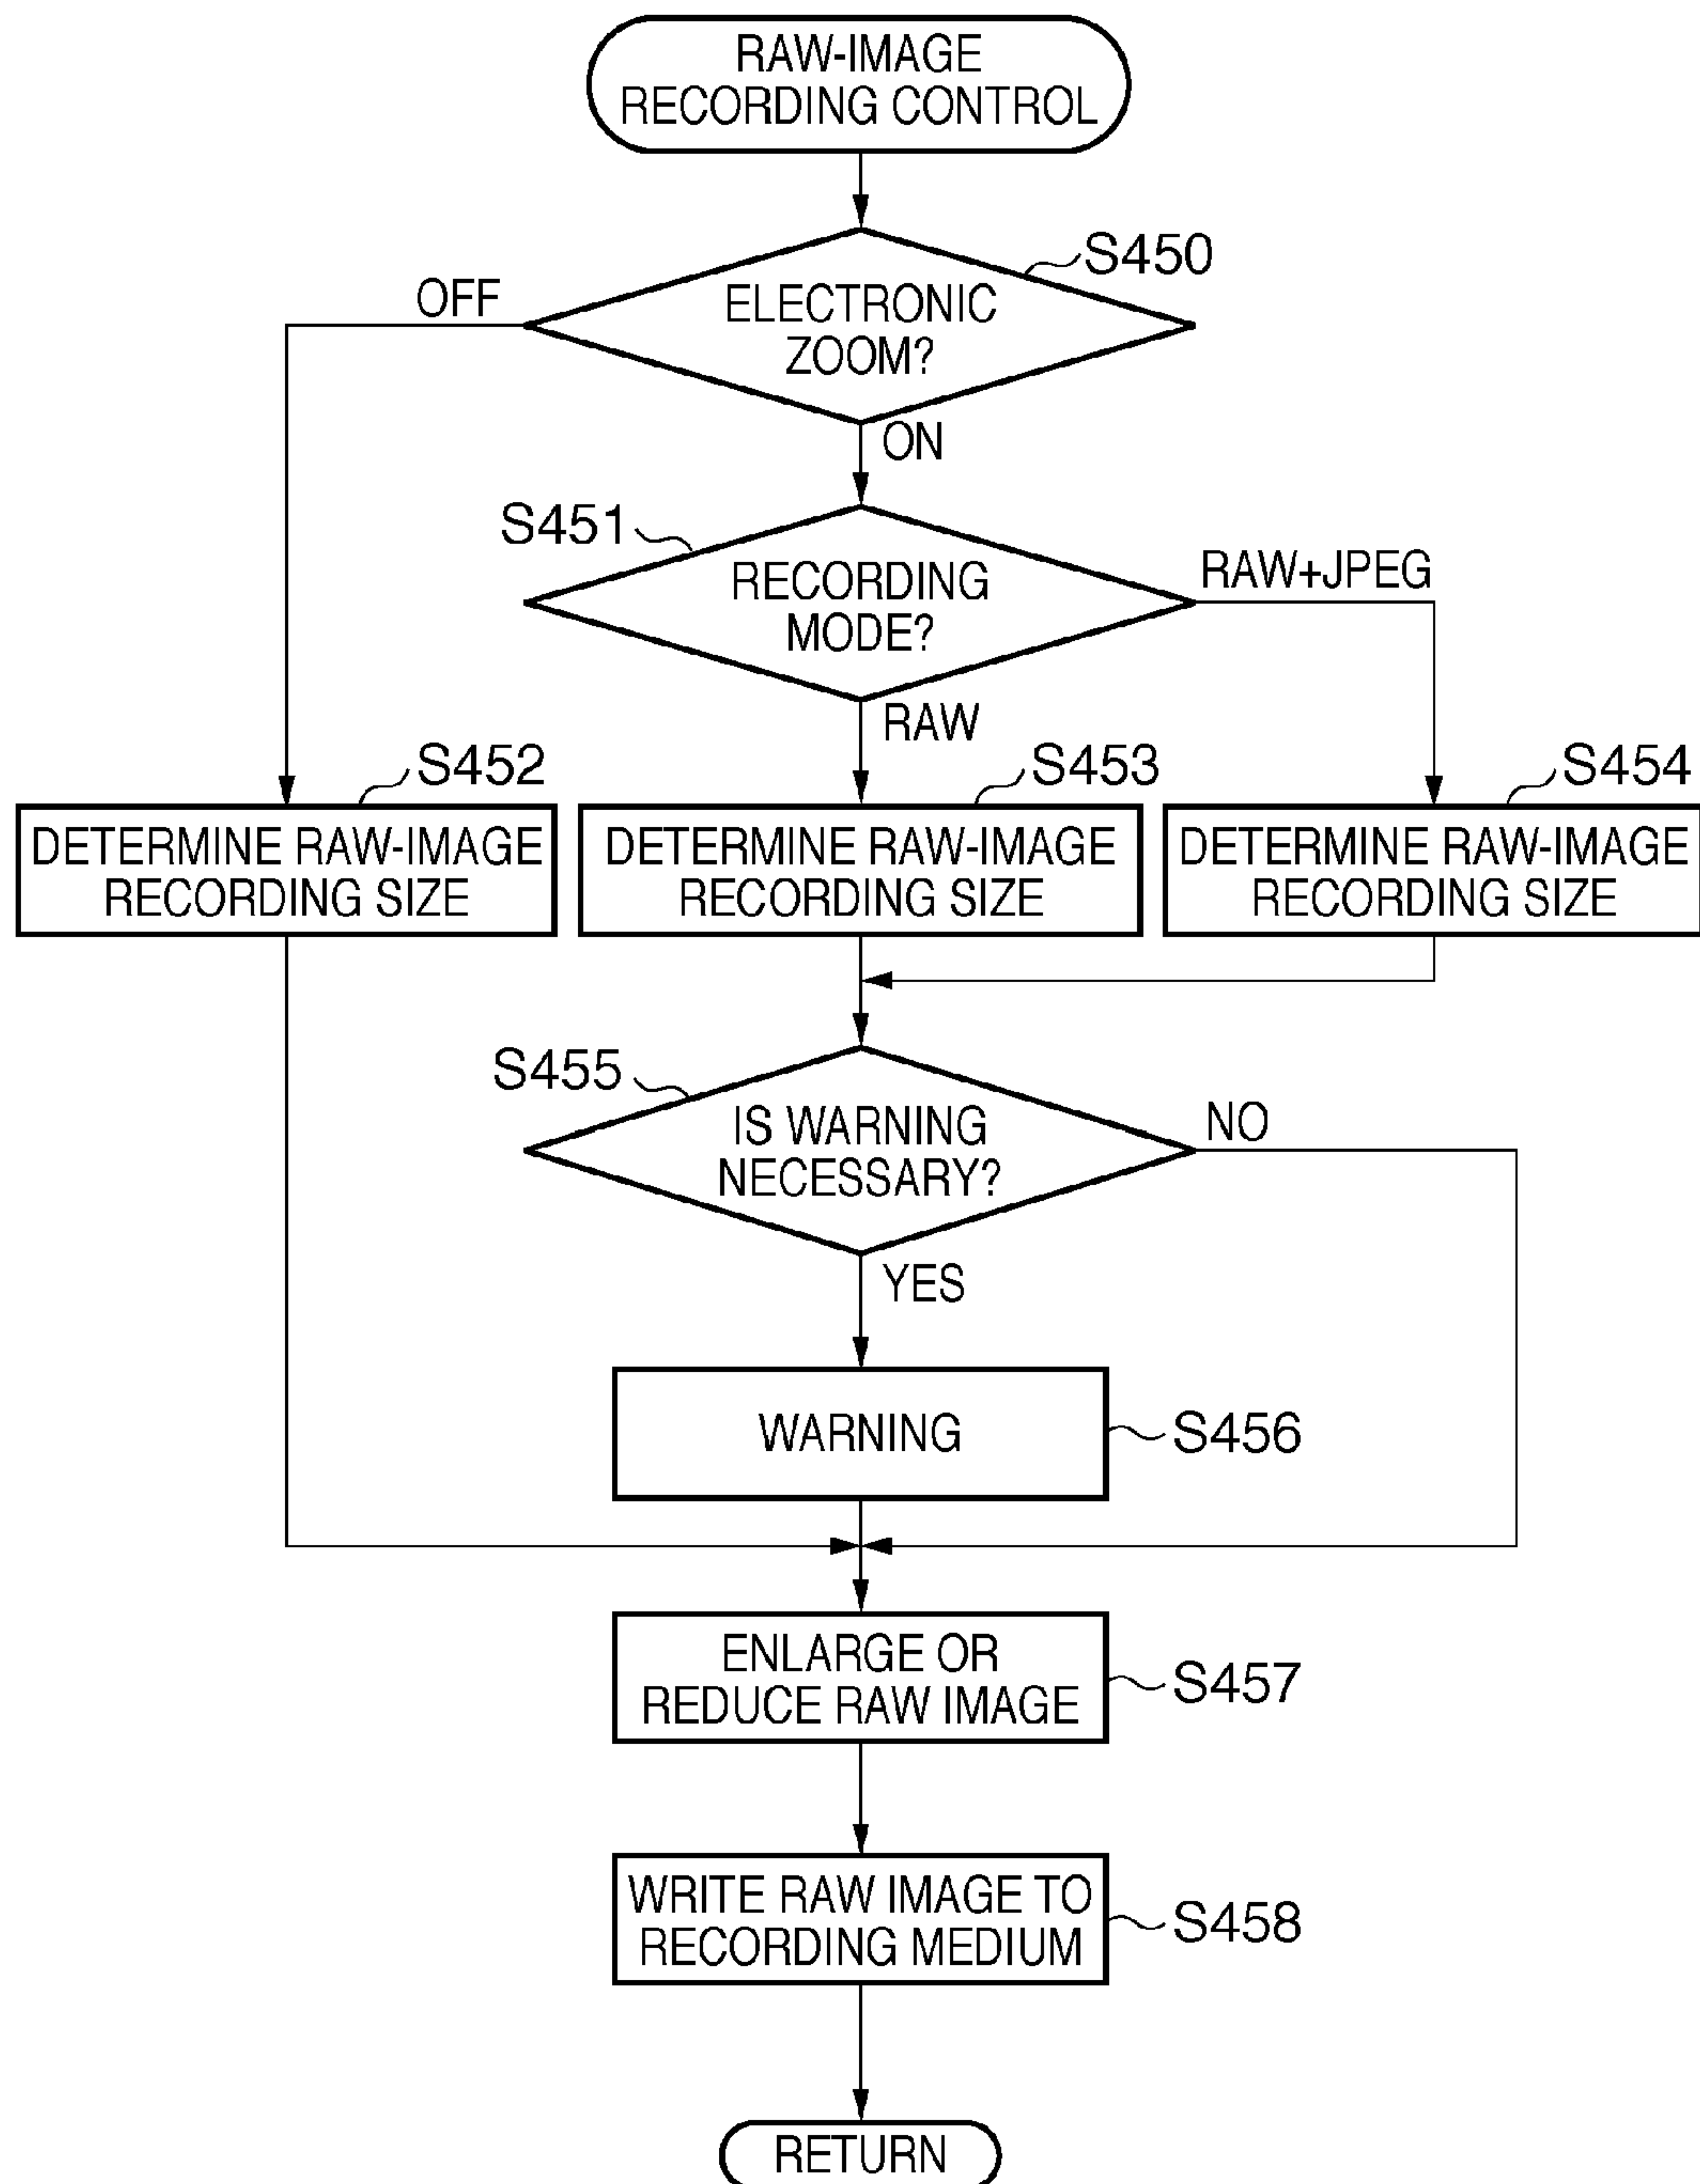 RAW-IMAGE
RECORDING CONTROL
S450
OFF
ELECTRONIC
ZOOM?
ON
S451
RAW+JPEG
RECORDING
MODE?
RAW
S452
S453
S454
DETERMINE RAW-IMAGE
RECORDING SIZE
DETERMINE RAW-IMAGE
RECORDING SIZE
DETERMINE RAW-IMAGE
RECORDING SIZE
S455
IS WARNING
NECESSARY?
NO
YES
WARNING
S456
ENLARGE OR
REDUCE RAW IMAGE
S457
WRITE RAW IMAGE TO
RECORDING MEDIUM
S458
RETURN